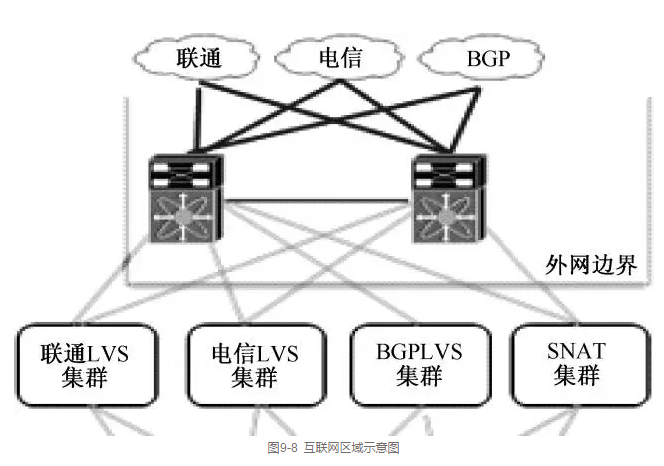 联通
电信
BGP
外网边界
联通LVS
集群
电信LVS
集群
BGPLVS
集群
SNAT
集群
图9-8 互联网区域示意图